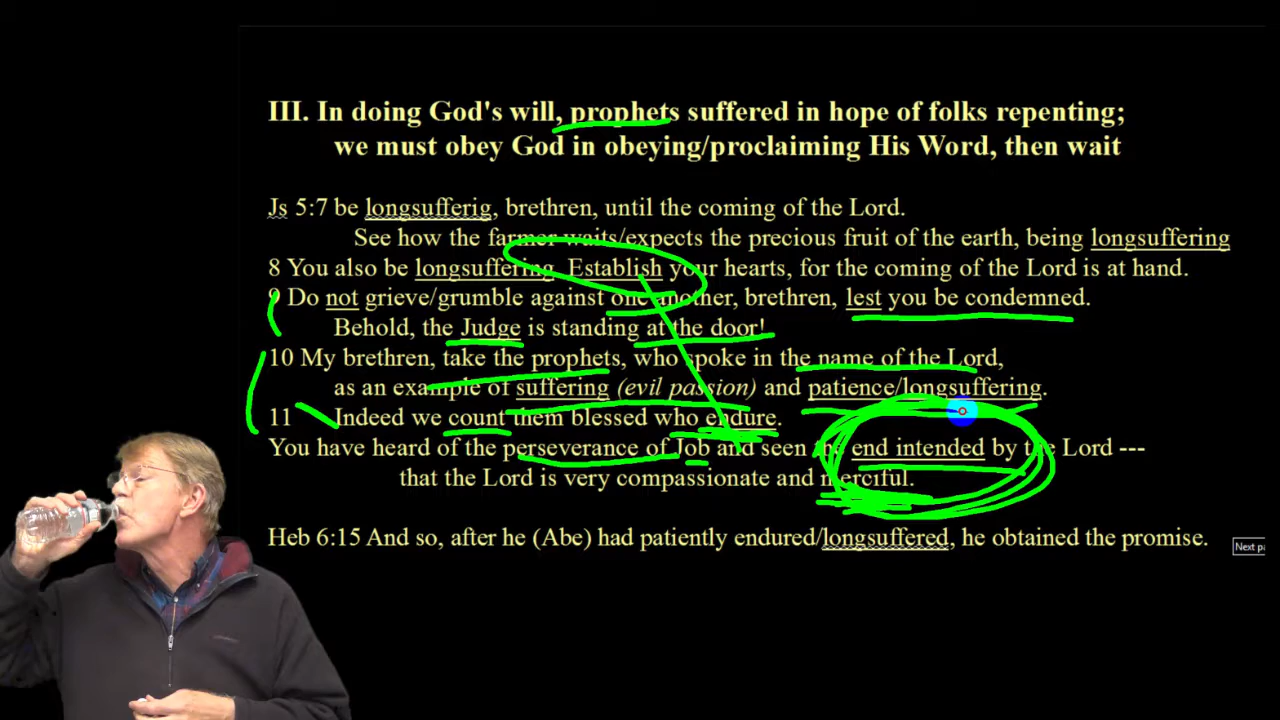 III. In doing God's will, prophets suffered in hope of folks repenting;
we must obey God in obeying/proclaiming His Word, then wait
Js 5:7 be longsufferig, brethren, until the coming of the Lord.
See how the farmer waits/expects the precious fruit of the earth, being longsuffering
8 You also be longsuffering. Establish your hearts, for the coming of the Lord is at hand.
9 Do not grieve/grumble against one another, brethren, lest you be condemned.
Behold, the Judge is standing at the door!
10 My brethren, take the prophets, who spoke in the name of the Lord,
as an example of suffering (evil passion) and patience/longsuffering.
11 Indeed we count them blessed who endure.
You have heard of the perseverance of Job and seen the end intended by the Lord ---
that the Lord is very compassionate and merciful.
Heb 6:15 And so, after he (Abe) had patiently endured/longsuffered, he obtained the promise.
Next